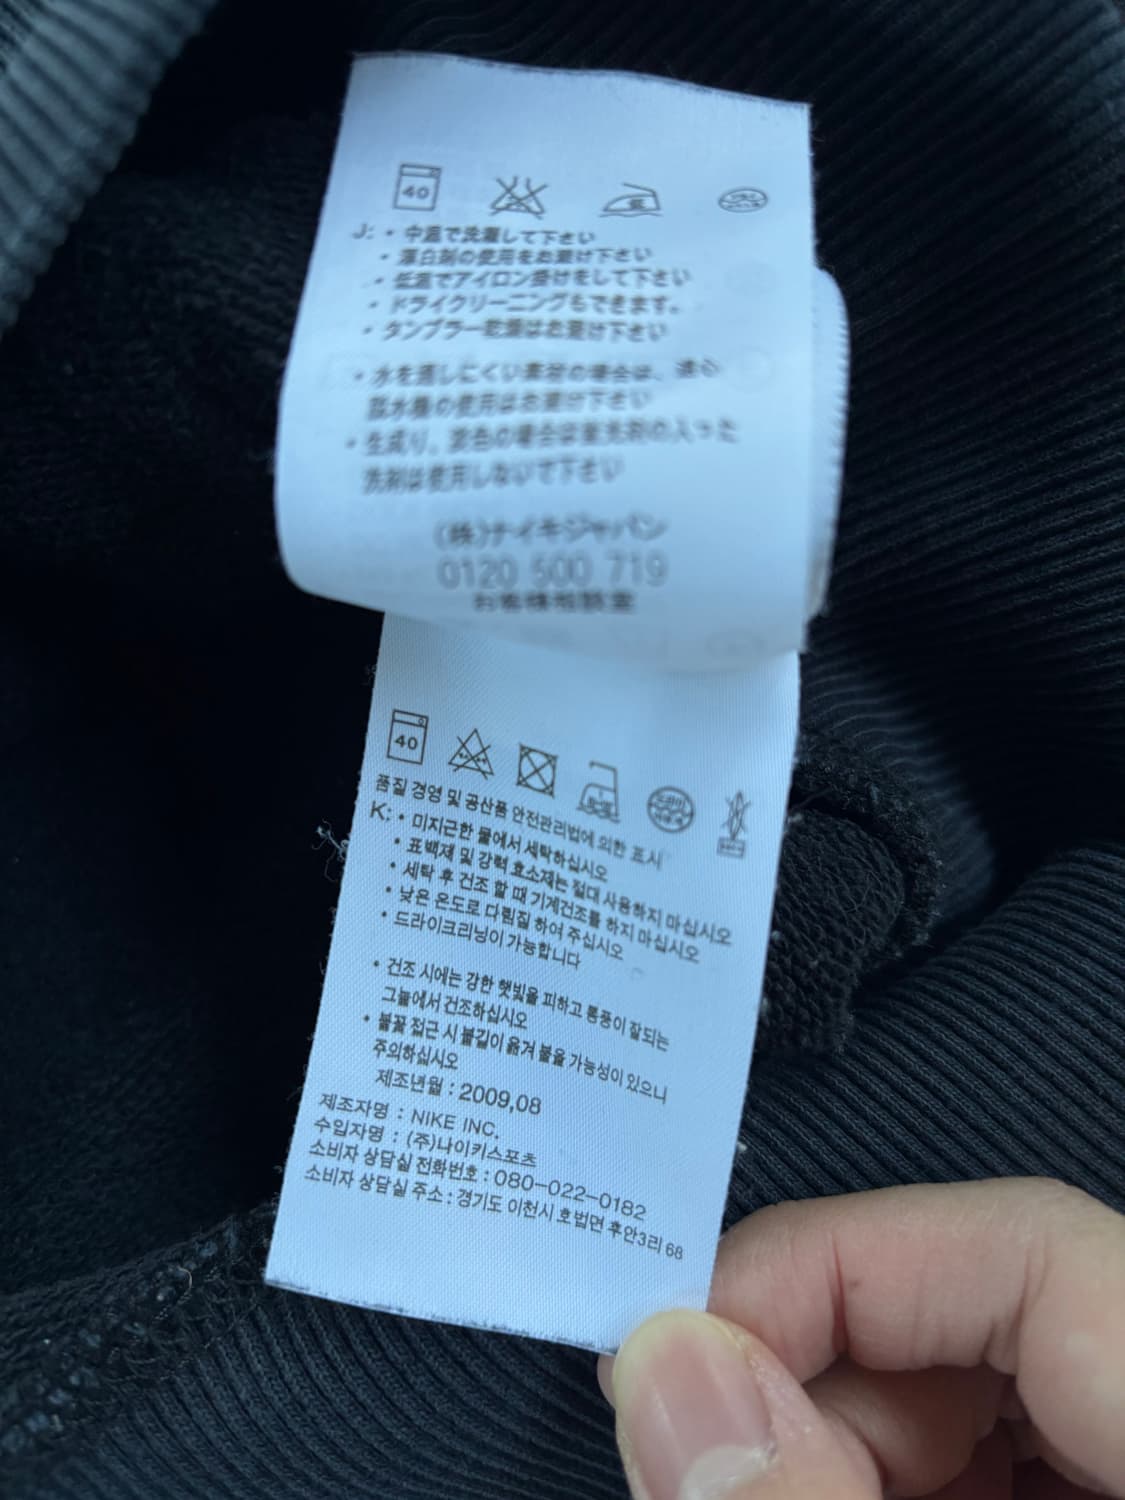 40
J: • 中温で洗濯して下さい
• 漂白剤の使用をお避け下さい
• 低温でアイロン掛けをして下さい
• ドライクリーニングもできます。
• タンブラー乾燥はお避け下さい
• 水を通しにくい素材の場合は、遠心
脱水機の使用はお避け下さい
• 生成り、淡色の場合は蛍光剤の入った
洗剤は使用しないで下さい
(株)ナイキジャパン
0120 500 719
お客様相談室
40
품질 경영 및 공산품 안전관리법에 의한 표시
K: • 미지근한 물에서 세탁하십시오
• 표백재 및 강력 효소재는 절대 사용하지 마십시오
• 세탁 후 건조 할 때 기계건조를 하지 마십시오
• 낮은 온도로 다림질 하여 주십시오
• 드라이크리닝이 가능합니다
• 건조 시에는 강한 햇빛을 피하고 통풍이 잘되는
그늘에서 건조하십시오
• 불꽃 접근 시 불길이 옮겨 붙을 가능성이 있으니
주의하십시오
제조년월 : 2009,08
제조자명 : NIKE INC.
수입자명 : (주)나이키스포츠
소비자 상담실 전화번호 : 080-022-0182
소비자 상담실 주소 : 경기도 이천시 호법면 후안3리 68